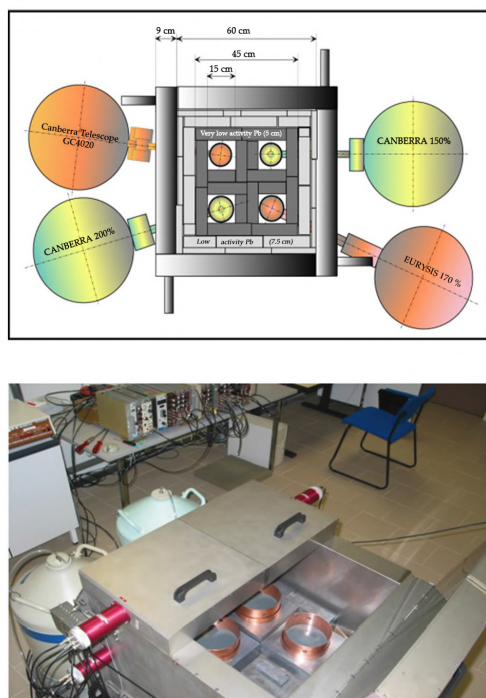 9 cm
60 cm
45 cm
15 cm
Very low activity Pb (5 cm)
Canberra Telescope
GC4020
CANBERRA 150%
CANBERRA 200%
EURYSIS 170 %
Low activity Pb (7.5 cm)